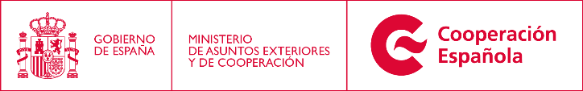 GOBIERNO
DE ESPAÑA
MINISTERIO
DE ASUNTOS EXTERIORES
Y DE COOPERACIÓN
Cooperación
Española